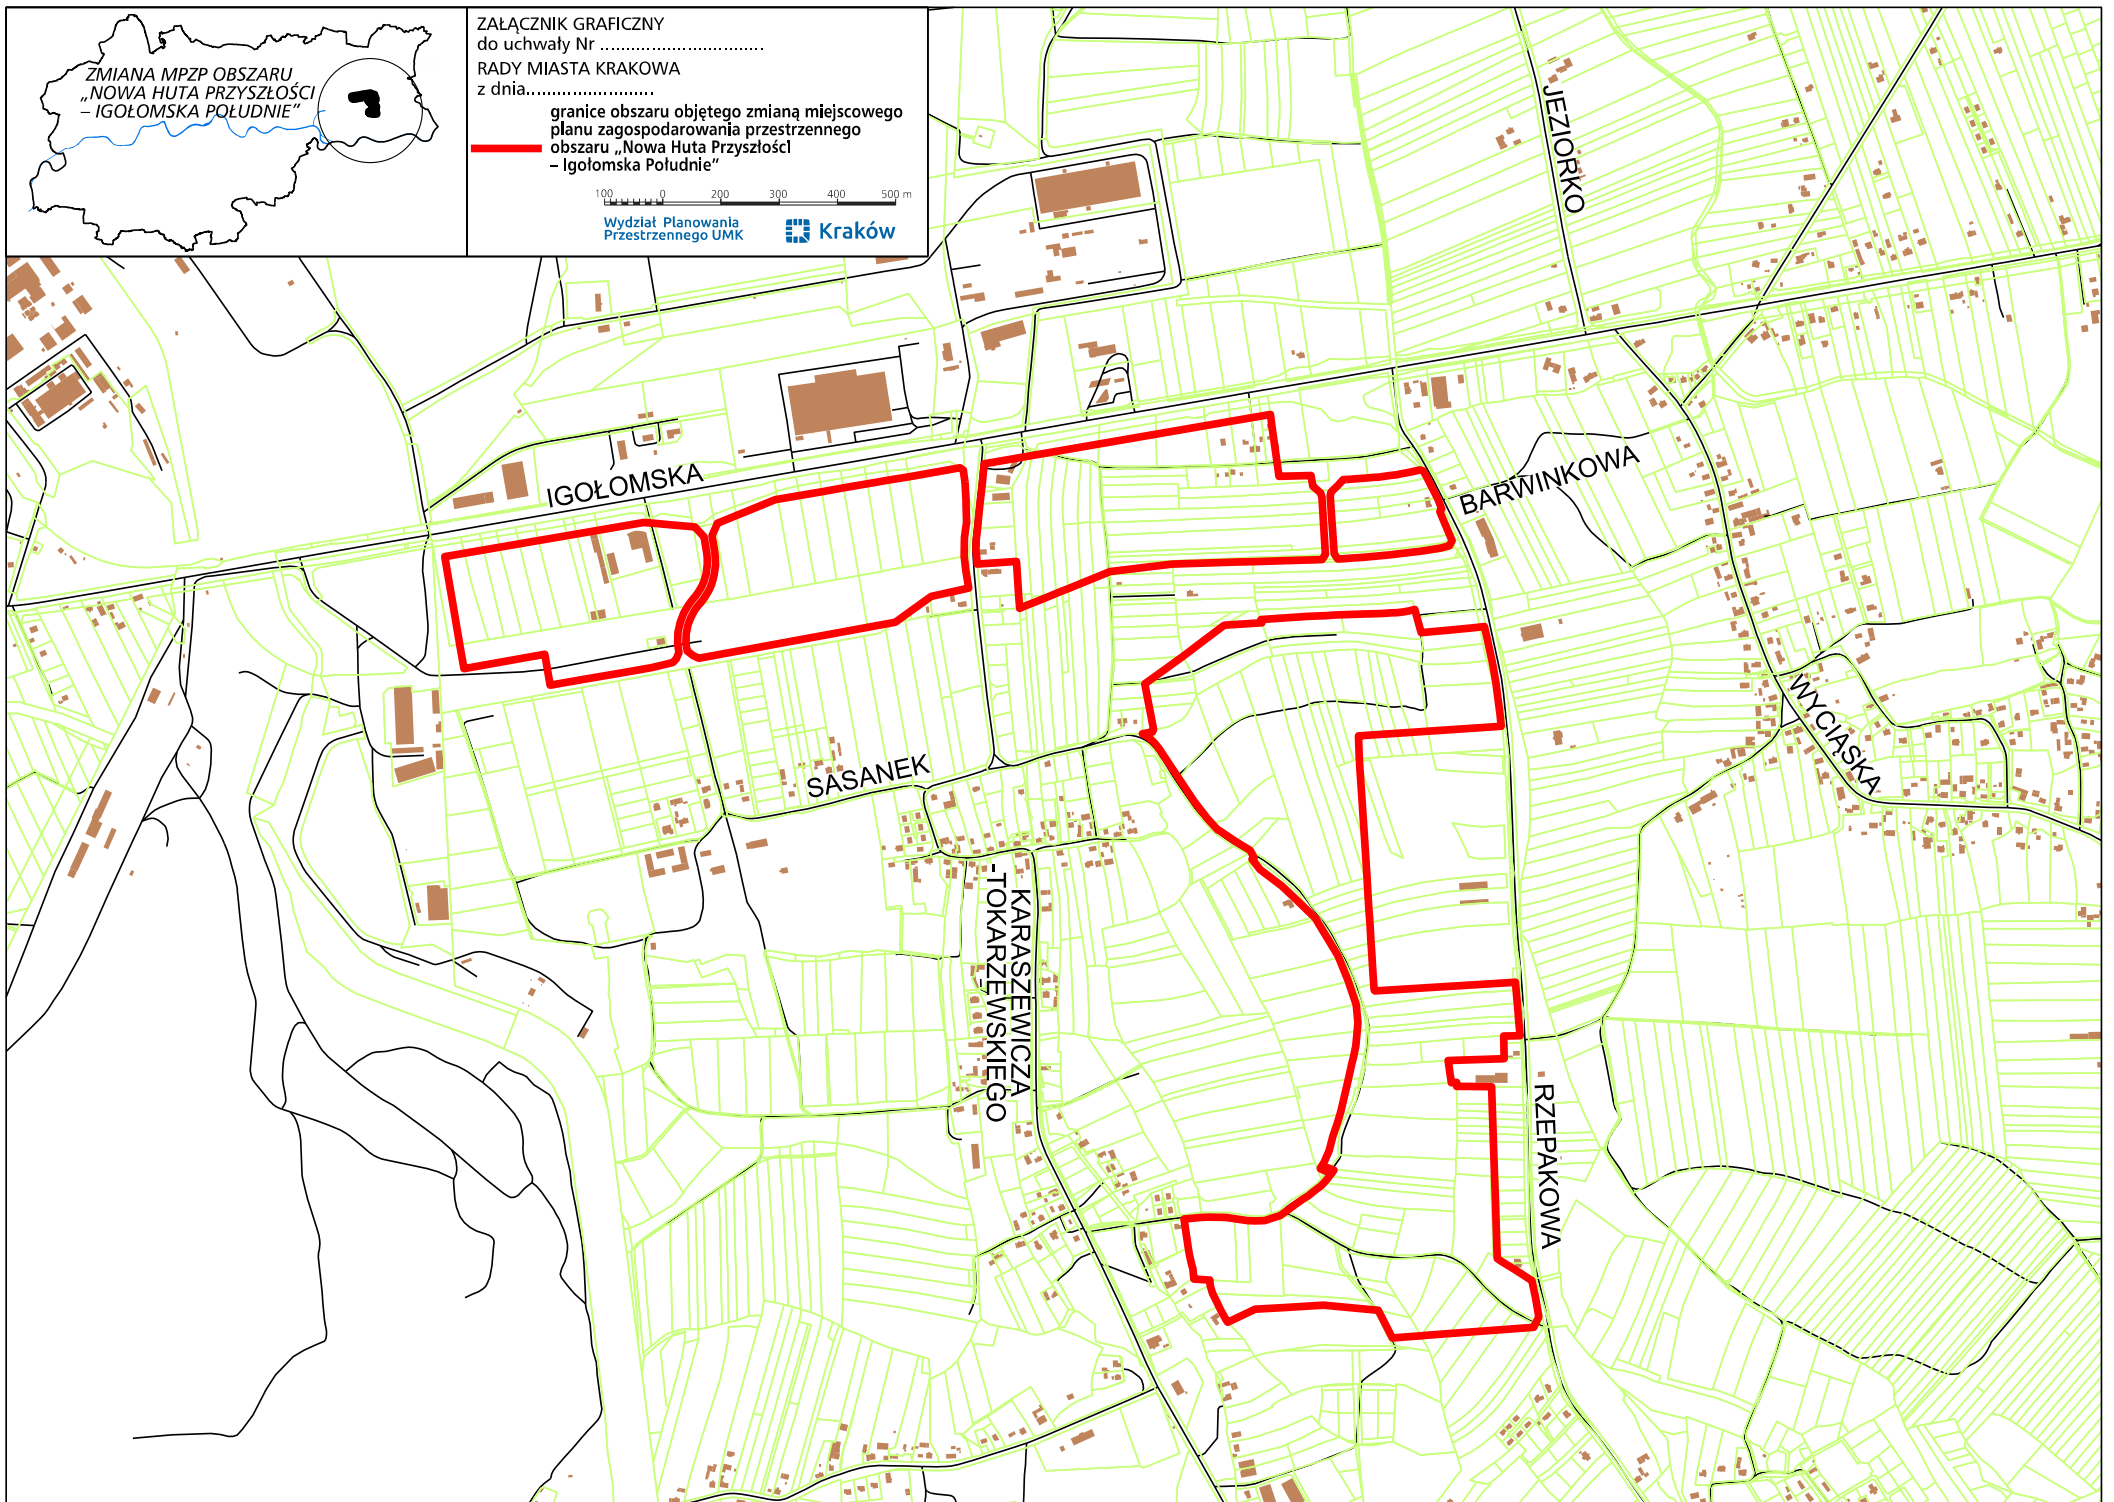 ZMIANA MPZP OBSZARU
„NOWA HUTA PRZYSZŁOŚCI
– IGOŁOMSKA POŁUDNIE”
ZAŁĄCZNIK GRAFICZNY
do uchwały Nr ..............................
RADY MIASTA KRAKOWA
z dnia.......................
granice obszaru objętego zmianą miejscowego
planu zagospodarowania przestrzennego
obszaru „Nowa Huta Przyszłości
– Igołomska Południe”
100 0 200 300 400 500 m
Wydział Planowania
Przestrzennego UMK
Kraków
JEZIORKO
IGOŁOMSKA
BARWINKOWA
WYCIĄSKA
SASANEK
KARASZEWICZA
-TOKARZEWSKIEGO
RZEPAKOWA